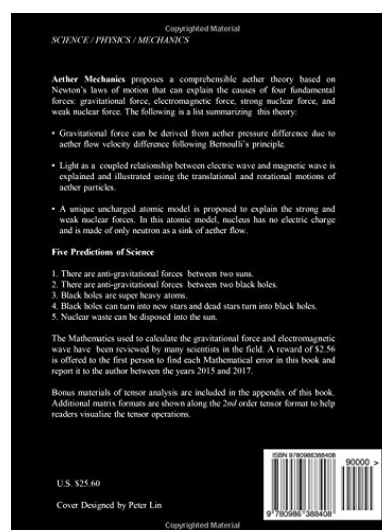 Copyrighted Material
SCIENCE / PHYSICS / MECHANICS
Aether Mechanics proposes a comprehensible aether theory based on
Newton's laws of motion that can explain the causes of four fundamental
forces: gravitational force, electromagnetic force, strong nuclear force, and
weak nuclear force. The following is a list summarizing this theory:
• Gravitational force can be derived from aether pressure difference due to
aether flow velocity difference following Bernoulli's principle.
• Light as a coupled relationship between electric wave and magnetic wave is
explained and illustrated using the translational and rotational motions of
aether particles.
• A unique uncharged atomic model is proposed to explain the strong and
weak nuclear forces. In this atomic model, nucleus has no electric charge
and is made of only neutron as a sink of aether flow.
Five Predictions of Science
1. There are anti-gravitational forces between two suns.
2. There are anti-gravitational forces between two black holes.
3. Black holes are super heavy atoms.
4. Black holes can turn into new stars and dead stars turn into black holes.
5. Nuclear waste can be disposed into the sun.
The Mathematics used to calculate the gravitational force and electromagnetic
wave have been reviewed by many scientists in the field. A reward of $2.56
is offered to the first person to find each Mathematical error in this book and
report it to the author between the years 2015 and 2017.
Bonus materials of tensor analysis are included in the appendix of this book.
Additional matrix formats are shown along the 2nd order tensor format to help
readers visualize the tensor operations.
ISBN 9780986388408
90000 >
9 780986 388408
U.S. $25.60
Cover Designed by Peter Lin
Copyrighted Material